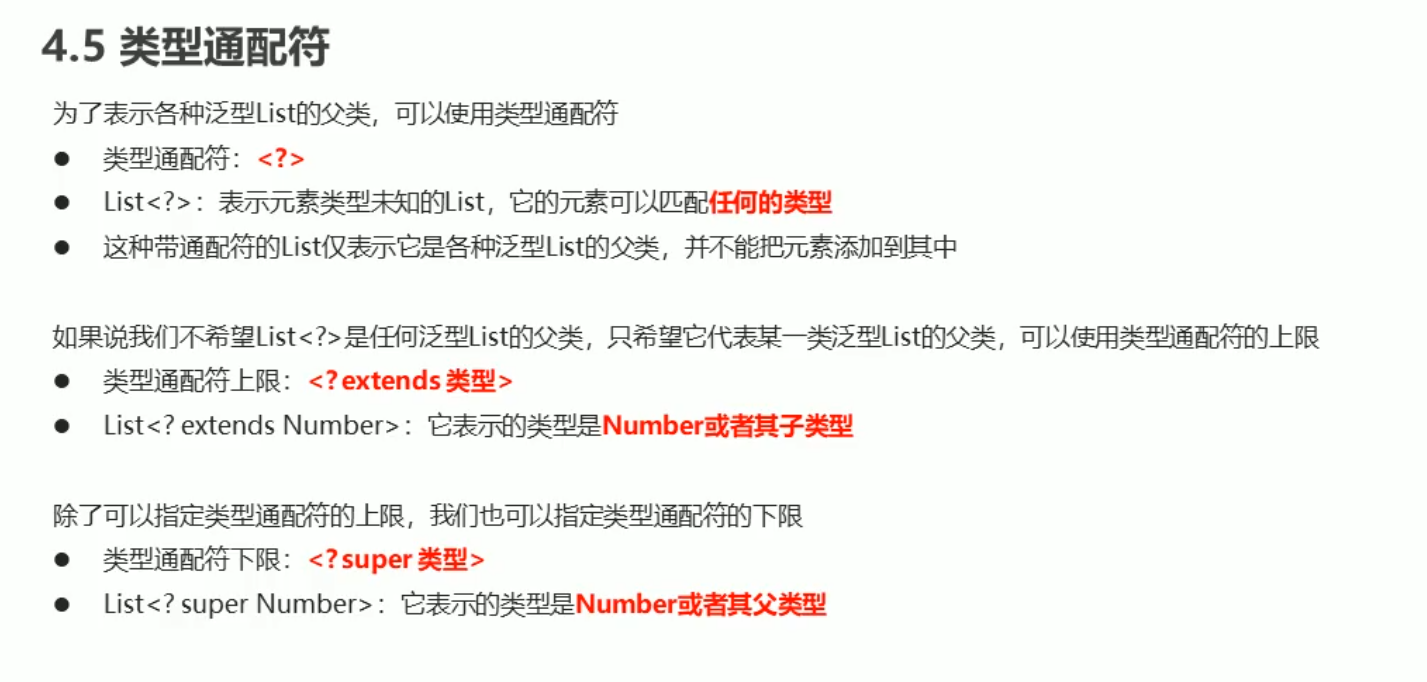 4.5 类型通配符
为了表示各种泛型List的父类，可以使用类型通配符
● 类型通配符：<?>
● List<?>：表示元素类型未知的List，它的元素可以匹配任何的类型
● 这种带通配符的List仅表示它是各种泛型List的父类，并不能把元素添加到其中
如果说我们不希望List<?>是任何泛型List的父类，只希望它代表某一类泛型List的父类，可以使用类型通配符的上限
● 类型通配符上限：<? extends 类型>
● List<? extends Number>：它表示的类型是Number或者其子类型
除了可以指定类型通配符的上限，我们也可以指定类型通配符的下限
● 类型通配符下限：<? super 类型>
● List<? super Number>：它表示的类型是Number或者其父类型